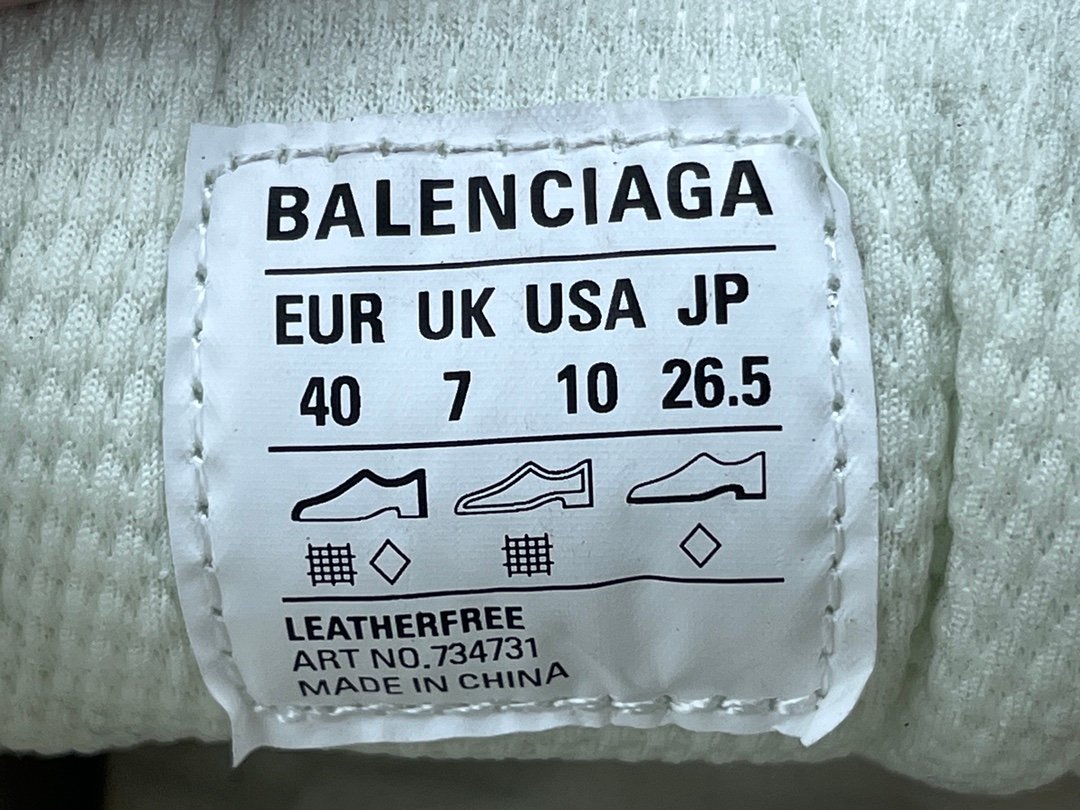 BALENCIAGA
EUR UK USA JP
40 7 10 26.5
LEATHERFREE
ART NO.734731
MADE IN CHINA